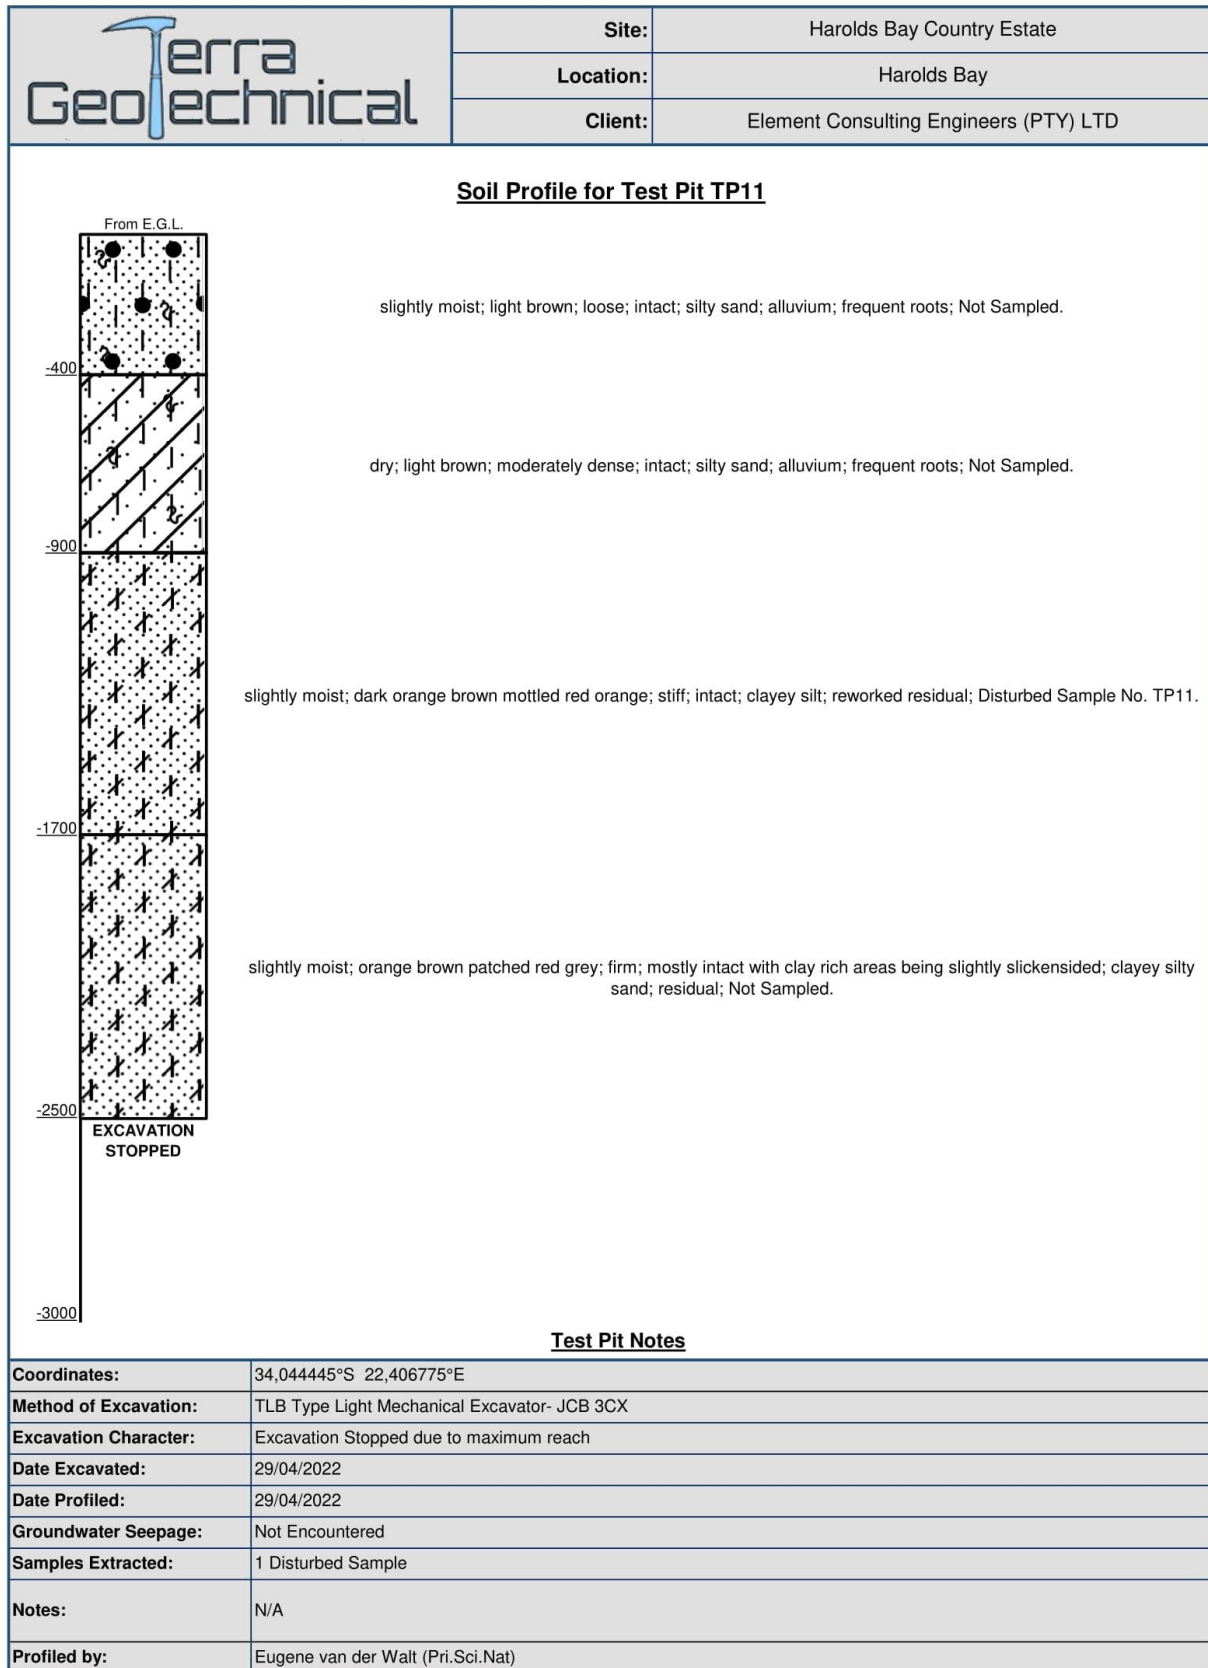 Terra
GeoTechnical
Site: Harolds Bay Country Estate
Location: Harolds Bay
Client: Element Consulting Engineers (PTY) LTD
Soil Profile for Test Pit TP11
From E.G.L.
slightly moist; light brown; loose; intact; silty sand; alluvium; frequent roots; Not Sampled.
-400
dry; light brown; moderately dense; intact; silty sand; alluvium; frequent roots; Not Sampled.
-900
slightly moist; dark orange brown mottled red orange; stiff; intact; clayey silt; reworked residual; Disturbed Sample No. TP11.
-1700
slightly moist; orange brown patched red grey; firm; mostly intact with clay rich areas being slightly slickensided; clayey silty
sand; residual; Not Sampled.
-2500
EXCAVATION
STOPPED
-3000
Test Pit Notes
Coordinates: 34,044445°S 22,406775°E
Method of Excavation: TLB Type Light Mechanical Excavator- JCB 3CX
Excavation Character: Excavation Stopped due to maximum reach
Date Excavated: 29/04/2022
Date Profiled: 29/04/2022
Groundwater Seepage: Not Encountered
Samples Extracted: 1 Disturbed Sample
Notes: N/A
Profiled by: Eugene van der Walt (Pri.Sci.Nat)